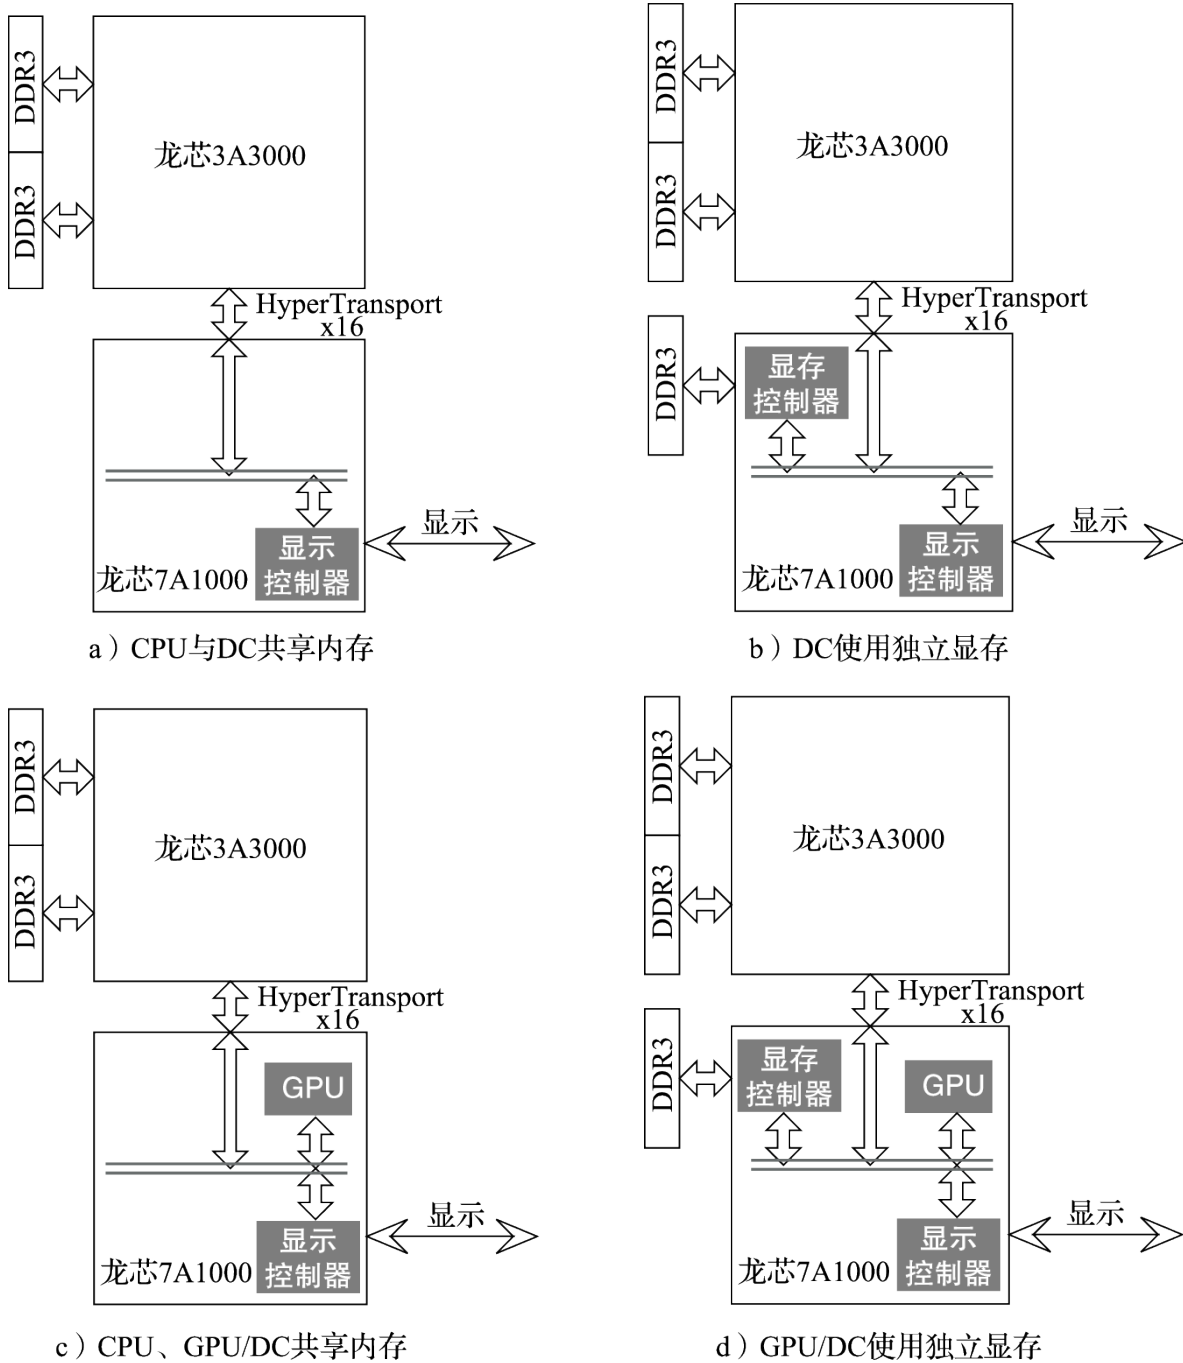 DDR3
DDR3
龙芯3A3000
HyperTransport
x16
显示
控制器
显示
龙芯7A1000
a）CPU与DC共享内存
DDR3
DDR3
龙芯3A3000
HyperTransport
x16
DDR3
显存
控制器
显示
控制器
显示
龙芯7A1000
b）DC使用独立显存
DDR3
DDR3
龙芯3A3000
HyperTransport
x16
GPU
显示
控制器
显示
龙芯7A1000
c）CPU、GPU/DC共享内存
DDR3
DDR3
龙芯3A3000
HyperTransport
x16
DDR3
显存
控制器
GPU
显示
控制器
显示
龙芯7A1000
d）GPU/DC使用独立显存